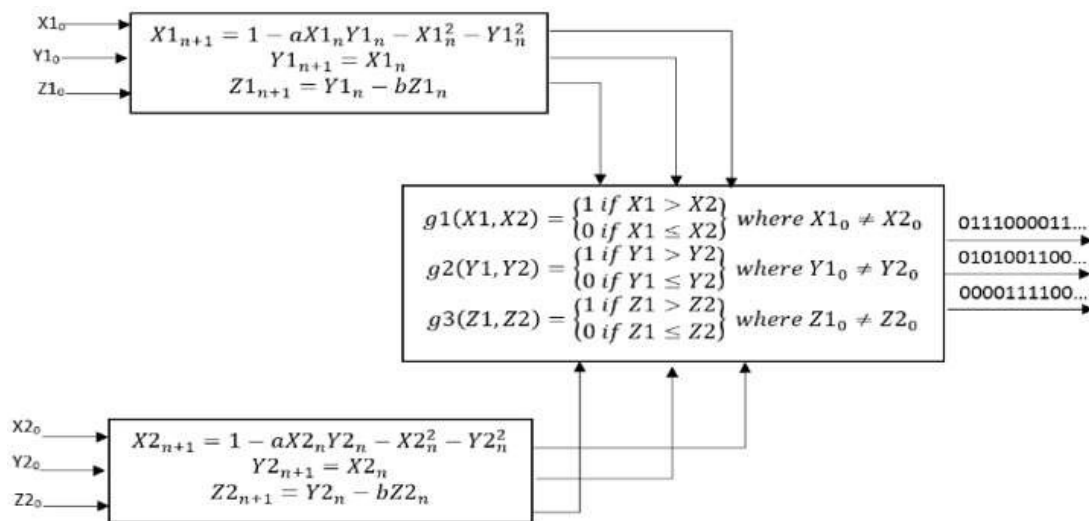 X1₀
Y1₀
Z1₀
X1ₙ₊₁ = 1 − aX1ₙY1ₙ − X1ₙ² − Y1ₙ²
Y1ₙ₊₁ = X1ₙ
Z1ₙ₊₁ = Y1ₙ − bZ1ₙ
g1(X1, X2) = {1 if X1 > X2} where X1₀ ≠ X2₀
{0 if X1 ≤ X2}
g2(Y1, Y2) = {1 if Y1 > Y2} where Y1₀ ≠ Y2₀
{0 if Y1 ≤ Y2}
g3(Z1, Z2) = {1 if Z1 > Z2} where Z1₀ ≠ Z2₀
{0 if Z1 ≤ Z2}
0111000011...
0101001100...
0000111100...
X2₀
Y2₀
Z2₀
X2ₙ₊₁ = 1 − aX2ₙY2ₙ − X2ₙ² − Y2ₙ²
Y2ₙ₊₁ = X2ₙ
Z2ₙ₊₁ = Y2ₙ − bZ2ₙ